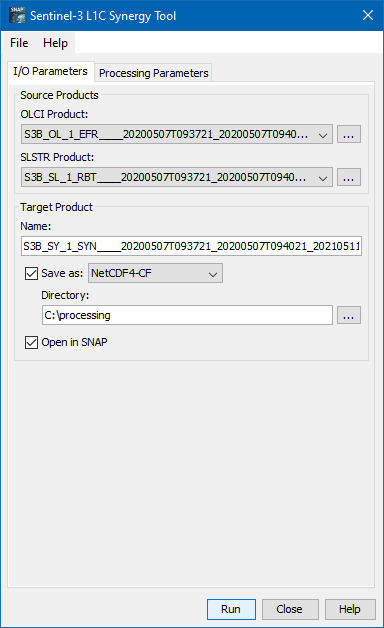 SNAP
Sentinel-3 L1C Synergy Tool
File Help
I/O Parameters Processing Parameters
Source Products
OLCI Product:
S3B_OL_1_EFR____20200507T093721_20200507T0940... ...
SLSTR Product:
S3B_SL_1_RBT____20200507T093721_20200507T0940... ...
Target Product
Name:
S3B_SY_1_SYN____20200507T093721_20200507T094021_20210511
Save as: NetCDF4-CF
Directory:
C:\processing ...
Open in SNAP
Run Close Help